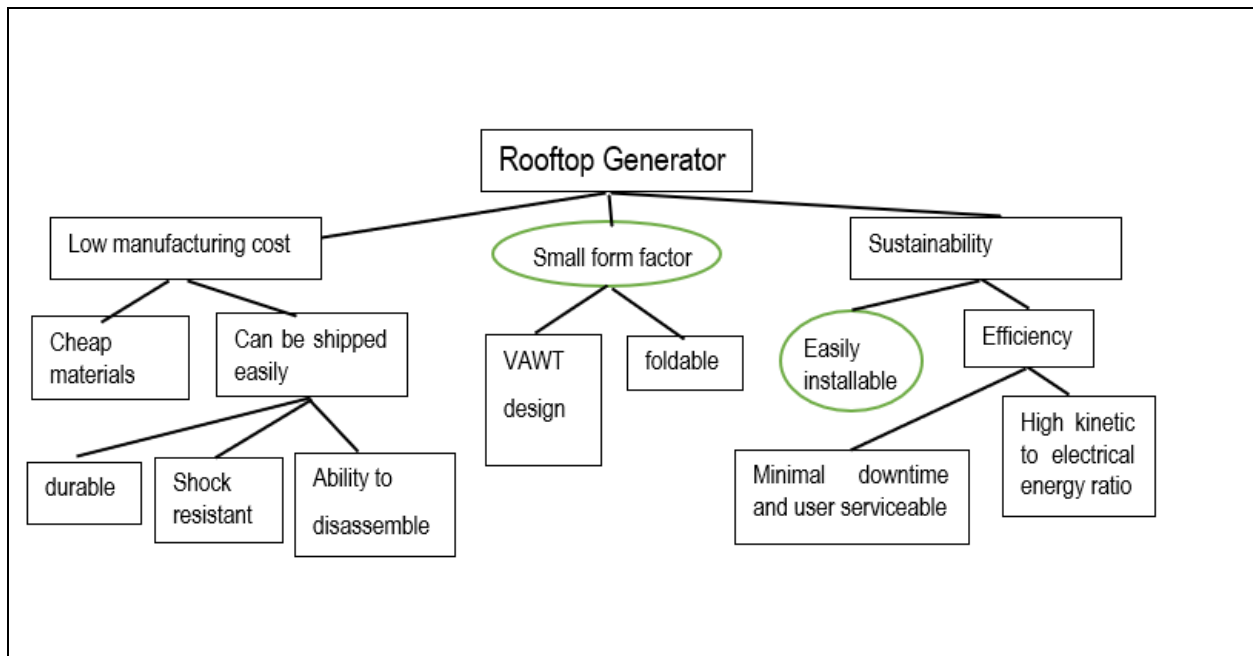 Rooftop Generator
Low manufacturing cost
Small form factor
Sustainability
Cheap
materials
Can be shipped
easily
VAWT
design
foldable
Easily
installable
Efficiency
durable
Shock
resistant
Ability to
disassemble
Minimal downtime
and user serviceable
High kinetic
to electrical
energy ratio